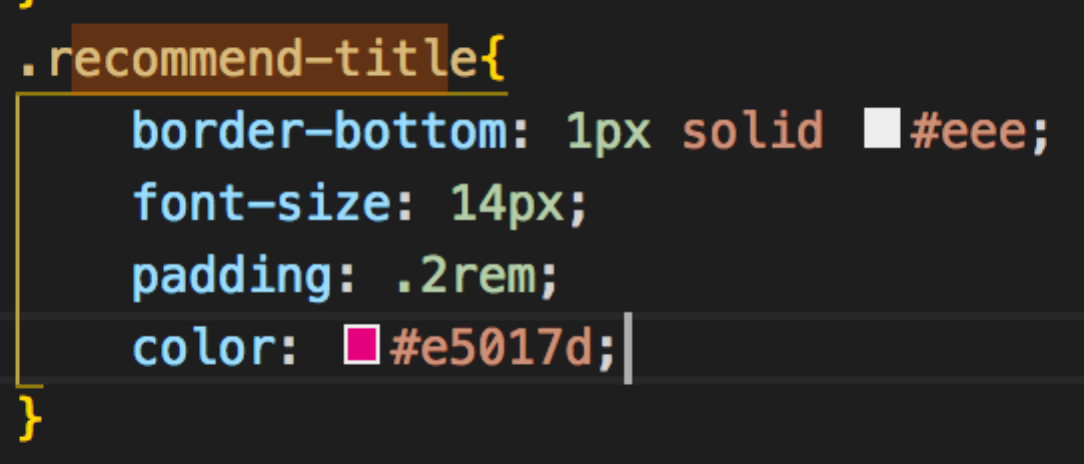 }
.recommend-title{
border-bottom: 1px solid #eee;
font-size: 14px;
padding: .2rem;
color: #e5017d;
}